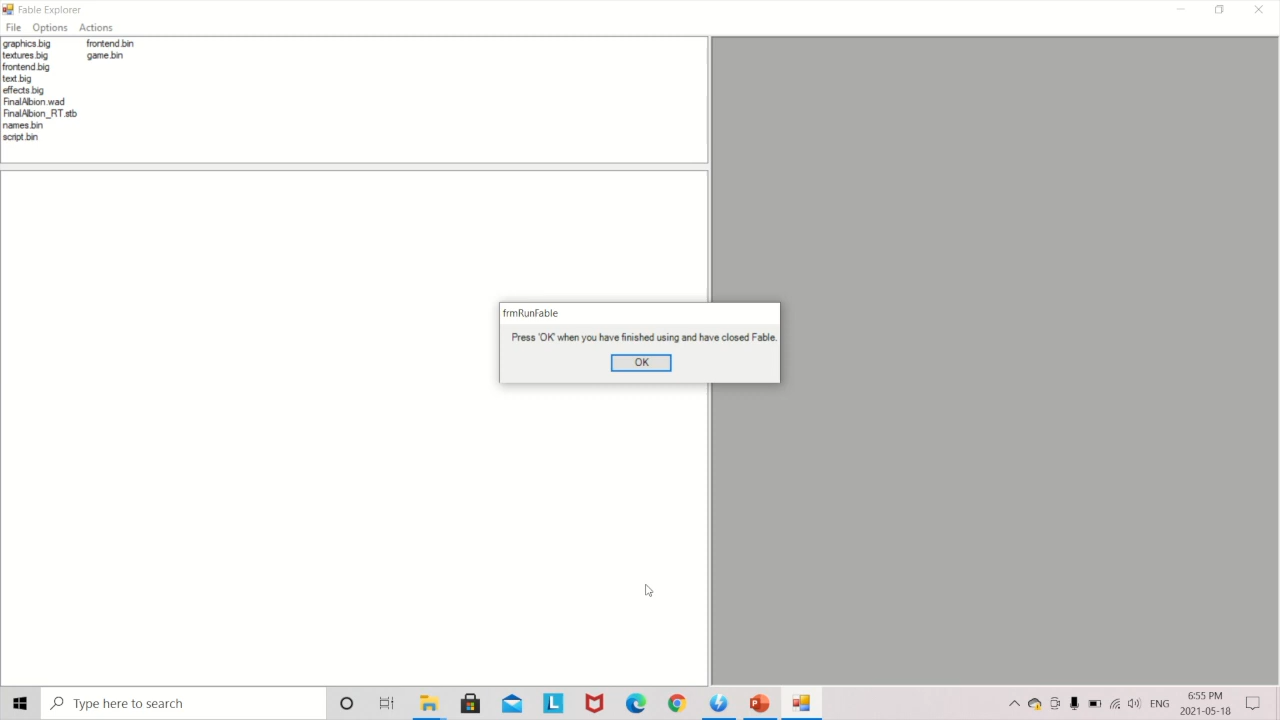 Fable Explorer
File Options Actions
graphics.big frontend.bin
textures.big game.bin
frontend.big
text.big
effects.big
FinalAlbion.wad
FinalAlbion_RT.stb
names.bin
script.bin
frmRunFable
Press 'OK' when you have finished using and have closed Fable.
OK
Type here to search
ENG
6:55 PM
2021-05-18